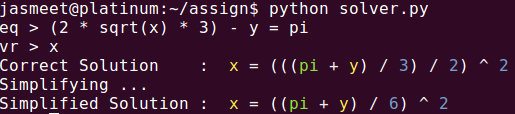 jasmeet@platinum:~/assign$ python solver.py
eq > (2 * sqrt(x) * 3) - y = pi
vr > x
Correct Solution    :  x = (((pi + y) / 3) / 2) ^ 2
Simplifying ...
Simplified Solution :  x = ((pi + y) / 6) ^ 2